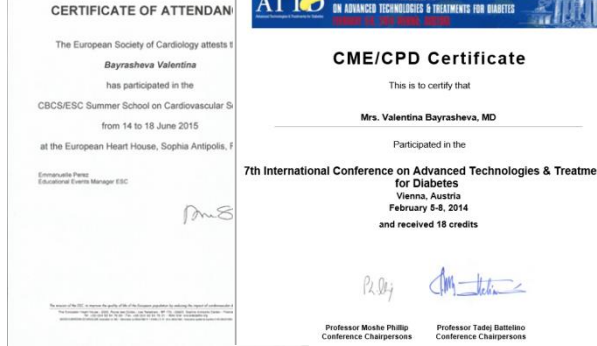 CERTIFICATE OF ATTENDAN
The European Society of Cardiology attests t
Bayrasheva Valentina
has participated in the
CBCS/ESC Summer School on Cardiovascular S
from 14 to 18 June 2015
at the European Heart House, Sophia Antipolis, F
Emmanuelle Perez
Educational Events Manager ESC
ON ADVANCED TECHNOLOGIES & TREATMENTS FOR DIABETES
CME/CPD Certificate
This is to certify that
Mrs. Valentina Bayrasheva, MD
Participated in the
7th International Conference on Advanced Technologies & Treatme
for Diabetes
Vienna, Austria
February 5-8, 2014
and received 18 credits
Professor Moshe Phillip
Conference Chairpersons
Professor Tadej Battelino
Conference Chairpersons